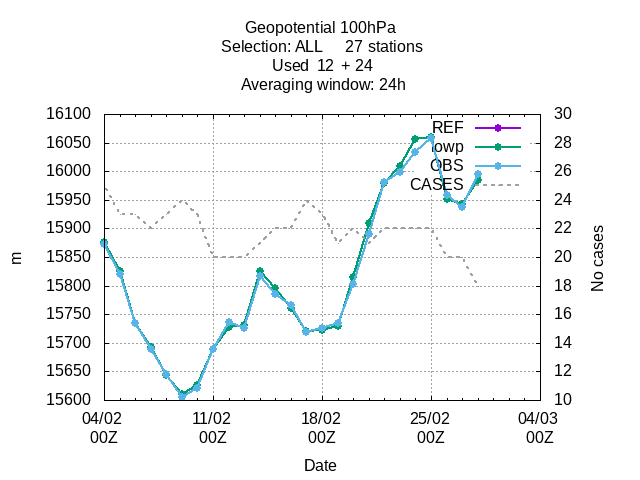 Geopotential 100hPa
Selection: ALL 27 stations
Used 12 + 24
Averaging window: 24h
16100
16050
16000
15950
15900
15850
15800
15750
15700
15650
15600
30
28
26
24
22
20
18
16
14
12
10
REF
lowp
OBS
CASES
m
No cases
04/02 11/02 18/02 25/02 04/03
00Z 00Z 00Z 00Z 00Z
Date